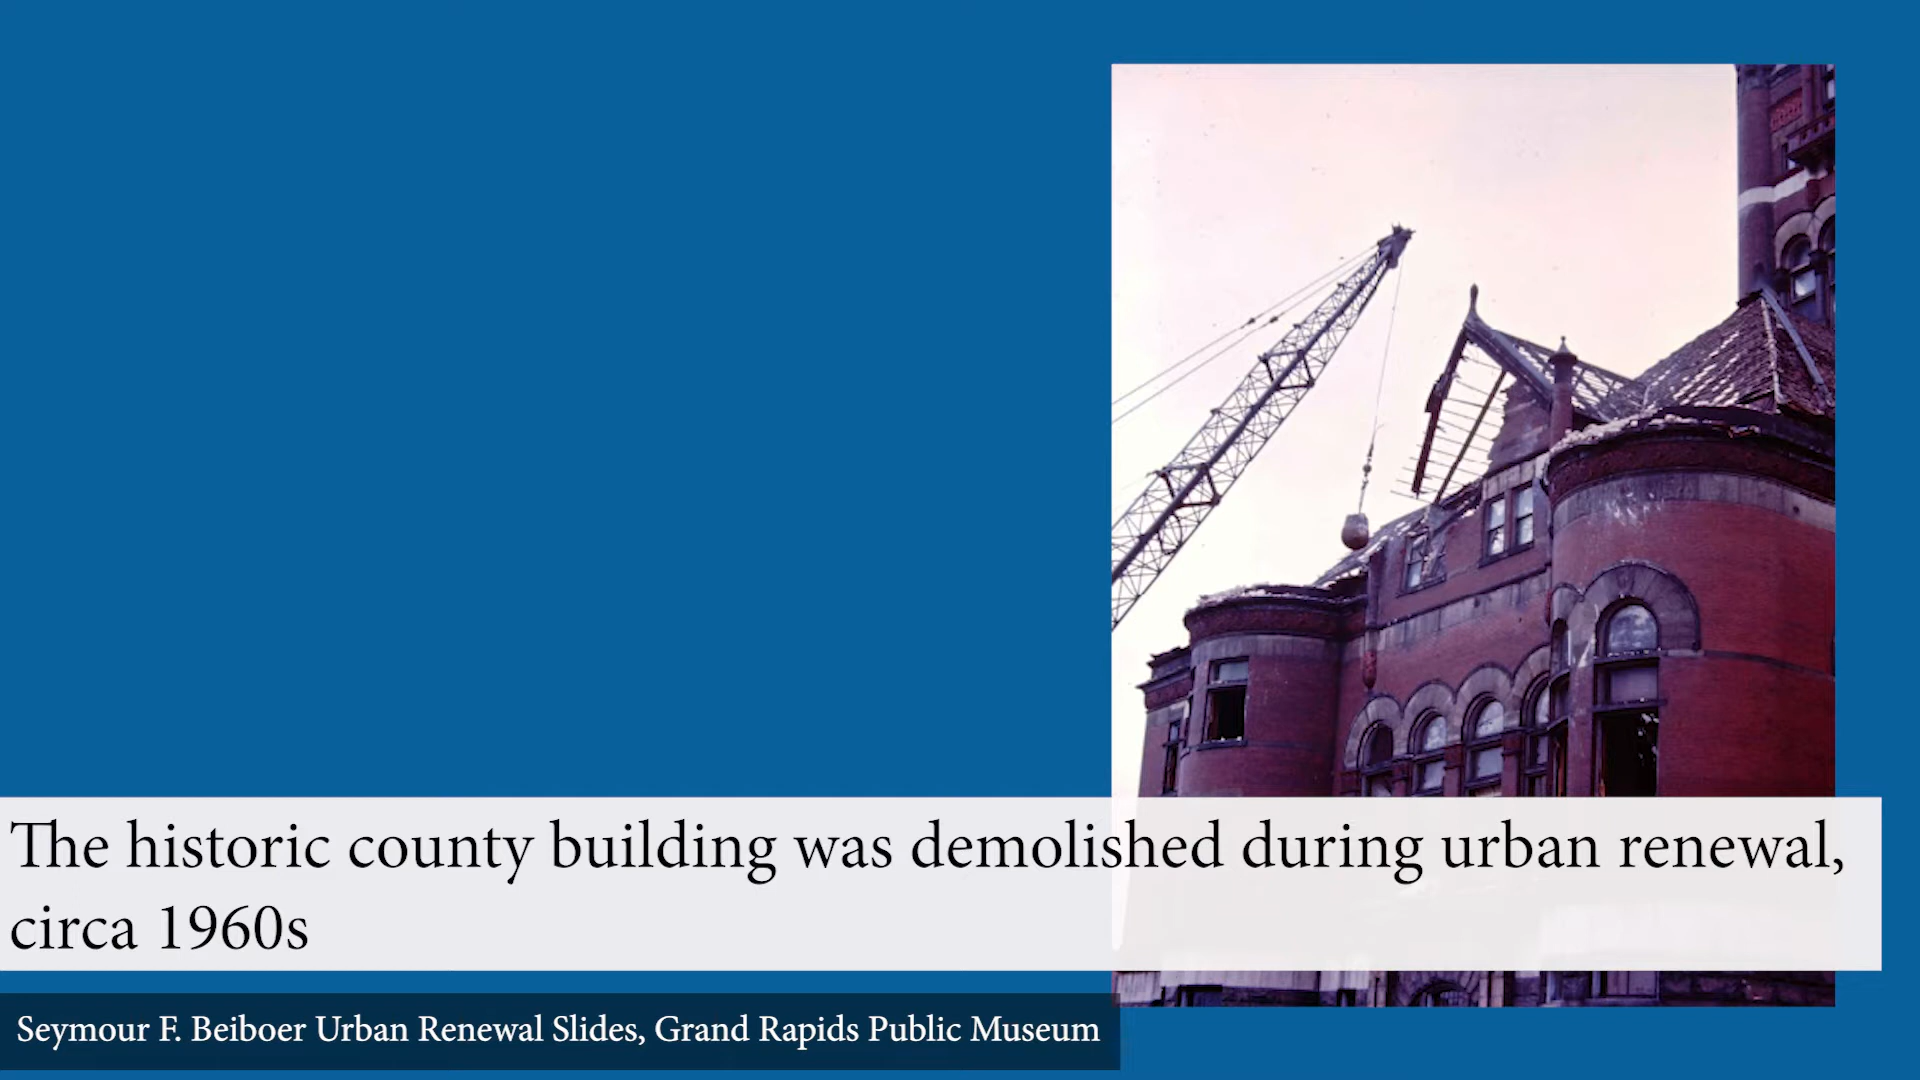 The historic county building was demolished during urban renewal,
circa 1960s
Seymour F. Beiboer Urban Renewal Slides, Grand Rapids Public Museum